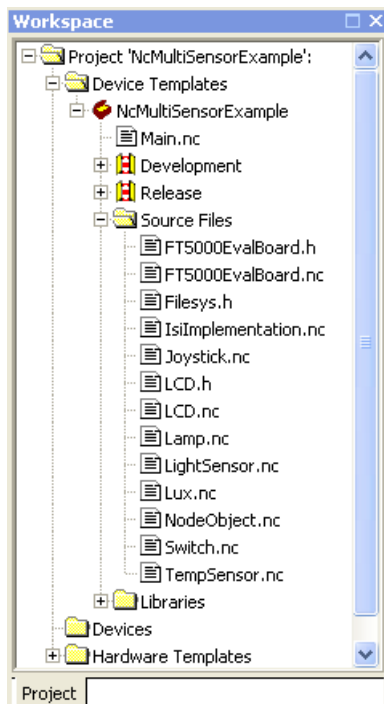 Workspace
Project 'NcMultiSensorExample':
Device Templates
NcMultiSensorExample
Main.nc
Development
Release
Source Files
FT5000EvalBoard.h
FT5000EvalBoard.nc
Filesys.h
IsiImplementation.nc
Joystick.nc
LCD.h
LCD.nc
Lamp.nc
LightSensor.nc
Lux.nc
NodeObject.nc
Switch.nc
TempSensor.nc
Libraries
Devices
Hardware Templates
Project